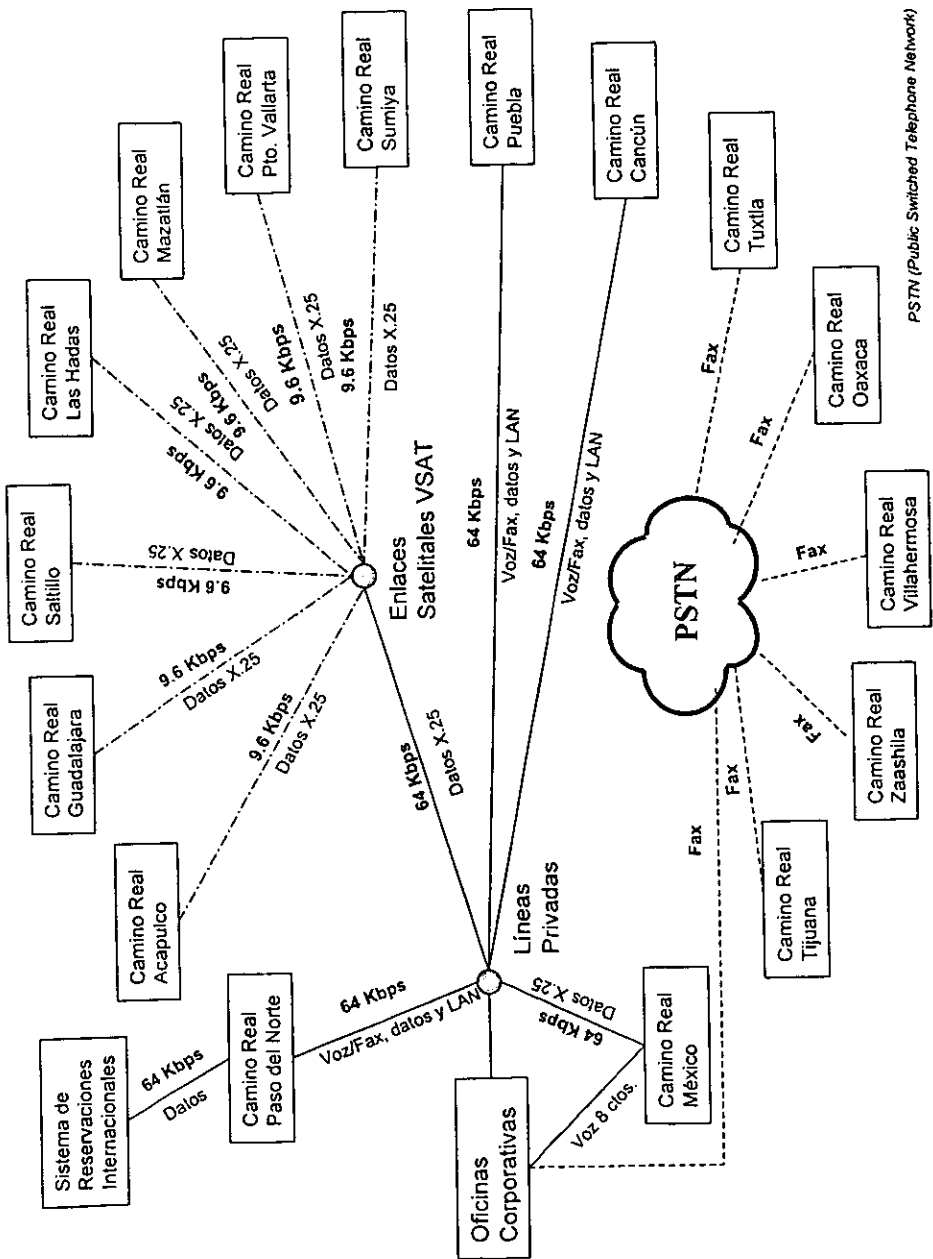 Sistema de
Reservaciones
Internacionales
64 Kbps
Datos
Camino Real
Paso del Norte
64 Kbps
Voz/Fax, datos y LAN
Oficinas
Corporativas
Voz 8 ctos.
Camino Real
México
64 Kbps
Datos X.25
Líneas
Privadas
64 Kbps
Datos X.25
Enlaces
Satelitales VSAT
Camino Real
Acapulco
9.6 Kbps
Datos X.25
Camino Real
Guadalajara
9.6 Kbps
Datos X.25
Camino Real
Saltillo
9.6 Kbps
Datos X.25
Camino Real
Las Hadas
9.6 Kbps
Datos X.25
Camino Real
Mazatlán
9.6 Kbps
Datos X.25
Camino Real
Pto. Vallarta
9.6 Kbps
Datos X.25
Camino Real
Sumiya
9.6 Kbps
Datos X.25
Camino Real
Puebla
64 Kbps
Voz/Fax, datos y LAN
Camino Real
Cancún
64 Kbps
Voz/Fax, datos y LAN
PSTN
Fax
Camino Real
Tuxtla
Fax
Camino Real
Oaxaca
Fax
Camino Real
Villahermosa
Fax
Camino Real
Zaashila
Fax
Camino Real
Tijuana
Fax
PSTN (Public Switched Telephone Network)